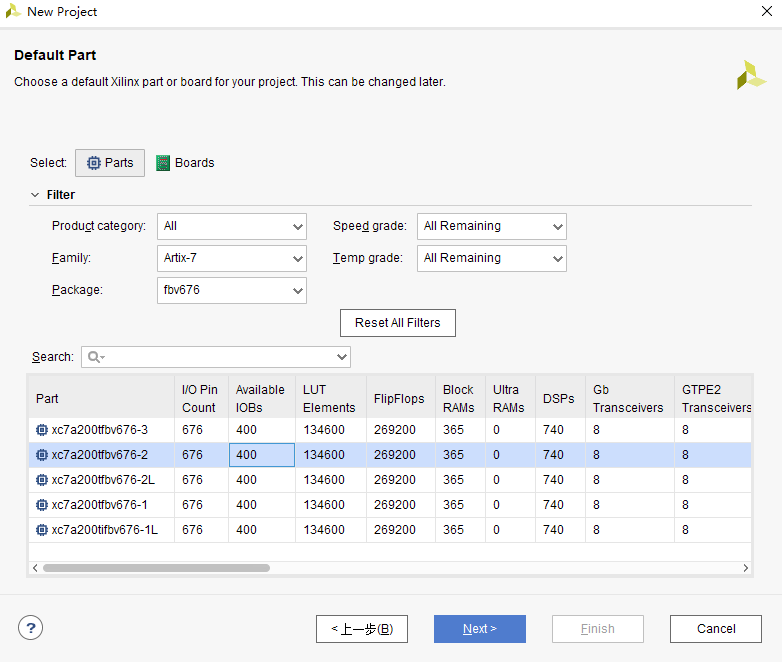 New Project
Default Part
Choose a default Xilinx part or board for your project. This can be changed later.
Select: Parts Boards
Filter
Product category: All Speed grade: All Remaining
Family: Artix-7 Temp grade: All Remaining
Package: fbv676
Reset All Filters
Search:
Part I/O Pin Count Available IOBs LUT Elements FlipFlops Block RAMs Ultra RAMs DSPs Gb Transceivers GTPE2 Transceivers
xc7a200tfbv676-3 676 400 134600 269200 365 0 740 8 8
xc7a200tfbv676-2 676 400 134600 269200 365 0 740 8 8
xc7a200tfbv676-2L 676 400 134600 269200 365 0 740 8 8
xc7a200tfbv676-1 676 400 134600 269200 365 0 740 8 8
xc7a200tifbv676-1L 676 400 134600 269200 365 0 740 8 8
? < 上一步(B) Next > Finish Cancel